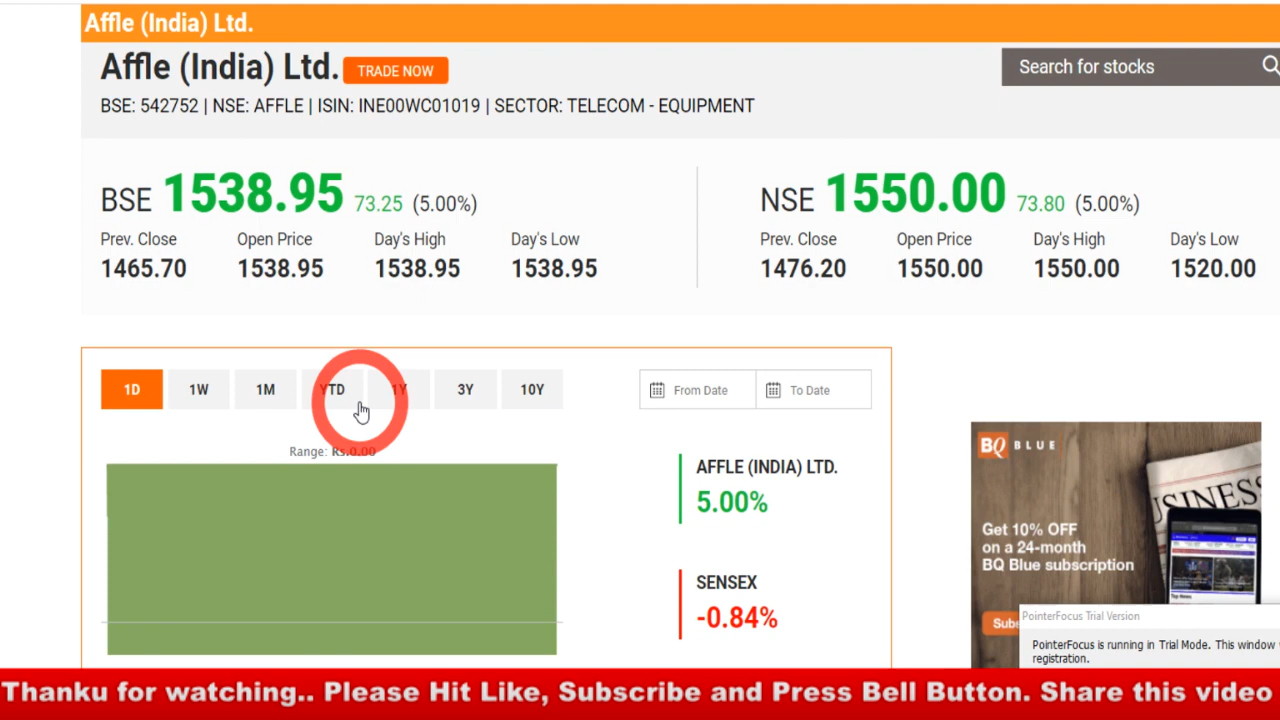 Affle (India) Ltd.
Affle (India) Ltd. TRADE NOW
Search for stocks
BSE: 542752 | NSE: AFFLE | ISIN: INE00WC01019 | SECTOR: TELECOM - EQUIPMENT
BSE 1538.95 73.25 (5.00%)
Prev. Close Open Price Day's High Day's Low
1465.70 1538.95 1538.95 1538.95
NSE 1550.00 73.80 (5.00%)
Prev. Close Open Price Day's High Day's Low
1476.20 1550.00 1550.00 1520.00
1D 1W 1M YTD 1Y 3Y 10Y
From Date To Date
Range: Rs.0.00
AFFLE (INDIA) LTD.
5.00%
SENSEX
-0.84%
BQ BLUE
Get 10% OFF
on a 24-month
BQ Blue subscription
PointerFocus Trial Version
PointerFocus is running in Trial Mode. This window
registration.
Thanku for watching.. Please Hit Like, Subscribe and Press Bell Button. Share this video